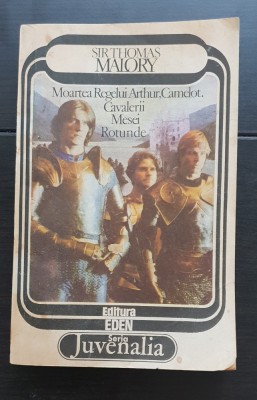 SIR THOMAS
MALORY
Moartea Regelui Arthur, Camelot.
Cavalerii
Mesei
Rotunde
Editura
EDEN
Seria
Juvenalia